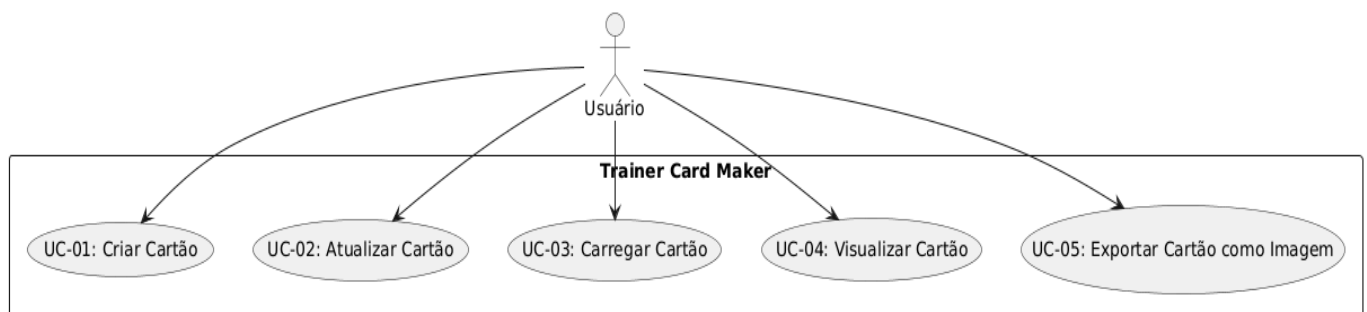 Usuário
Trainer Card Maker
UC-01: Criar Cartão
UC-02: Atualizar Cartão
UC-03: Carregar Cartão
UC-04: Visualizar Cartão
UC-05: Exportar Cartão como Imagem